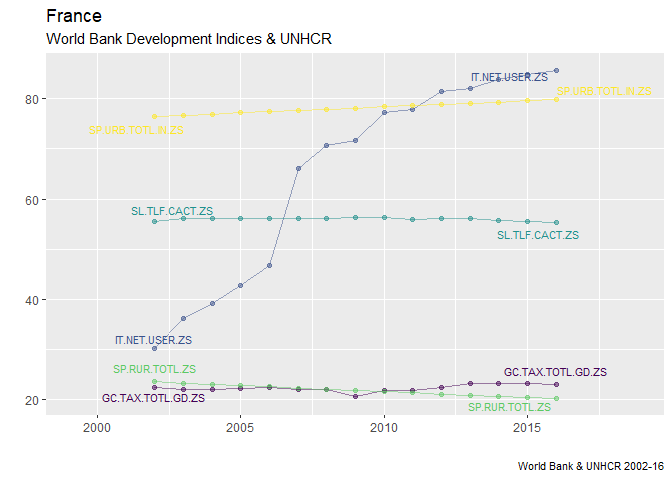 France
World Bank Development Indices & UNHCR
80
60
40
20
IT.NET.USER.ZS
SP.URB.TOTL.IN.ZS
SP.URB.TOTL.IN.ZS
SL.TLF.CACT.ZS
SL.TLF.CACT.ZS
IT.NET.USER.ZS
SP.RUR.TOTL.ZS
GC.TAX.TOTL.GD.ZS
GC.TAX.TOTL.GD.ZS
SP.RUR.TOTL.ZS
2000
2005
2010
2015
World Bank & UNHCR 2002-16